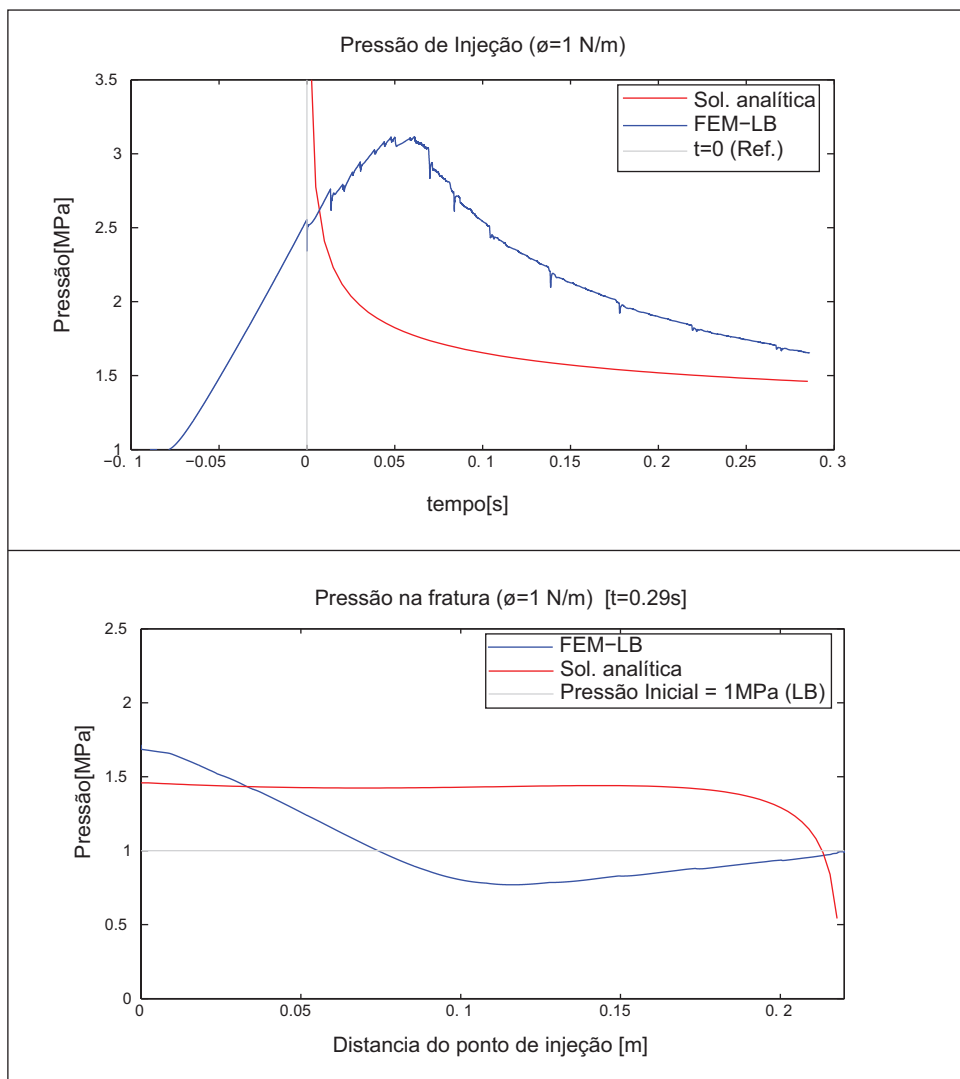 Pressão de Injeção (ø=1 N/m)
3.5
3
2.5
2
1.5
1
Pressão[MPa]
Sol. analítica
FEM−LB
t=0 (Ref.)
−0. 1
−0.05
0
0.05
0. 1
0.15
0. 2
0.25
0. 3
tempo[s]
Pressão na fratura (ø=1 N/m) [t=0.29s]
2.5
2
1.5
1
0.5
0
Pressão[MPa]
FEM−LB
Sol. analítica
Pressão Inicial = 1MPa (LB)
0
0.05
0. 1
0.15
0. 2
Distancia do ponto de injeção [m]